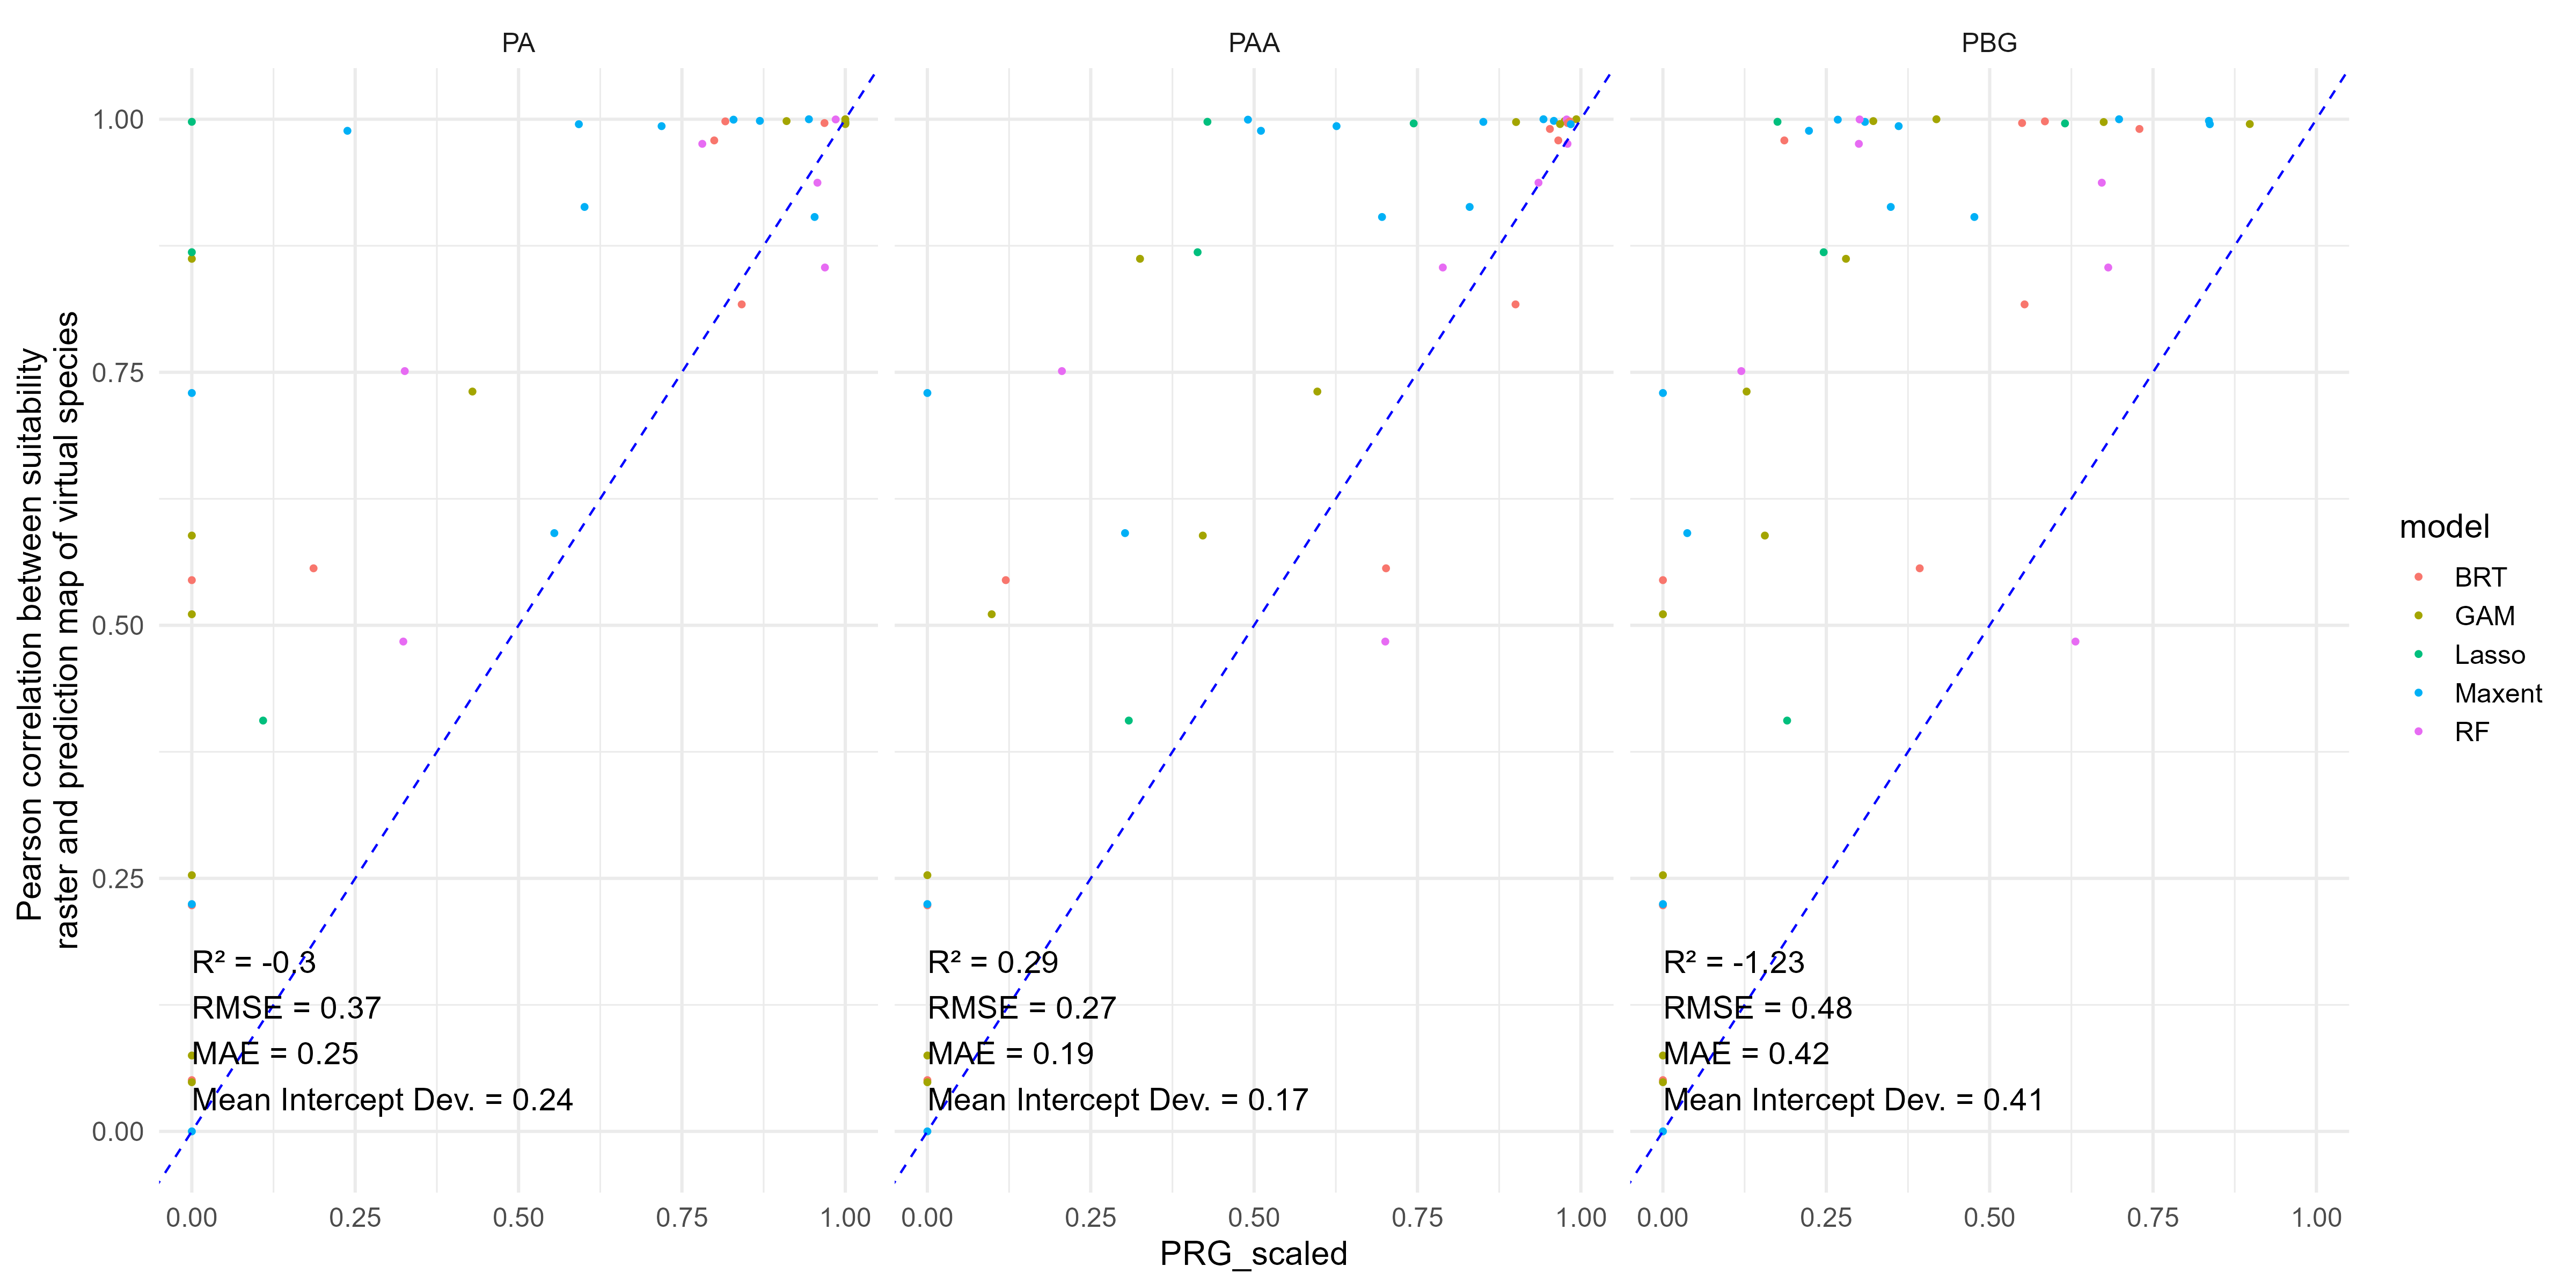 PA
PAA
PBG
Pearson correlation between suitability
raster and prediction map of virtual species
1.00
0.75
0.50
0.25
0.00
R² = -0.3
RMSE = 0.37
MAE = 0.25
Mean Intercept Dev. = 0.24
R² = 0.29
RMSE = 0.27
MAE = 0.19
Mean Intercept Dev. = 0.17
R² = -1.23
RMSE = 0.48
MAE = 0.42
Mean Intercept Dev. = 0.41
0.00 0.25 0.50 0.75 1.00
0.00 0.25 0.50 0.75 1.00
0.00 0.25 0.50 0.75 1.00
PRG_scaled
model
BRT
GAM
Lasso
Maxent
RF